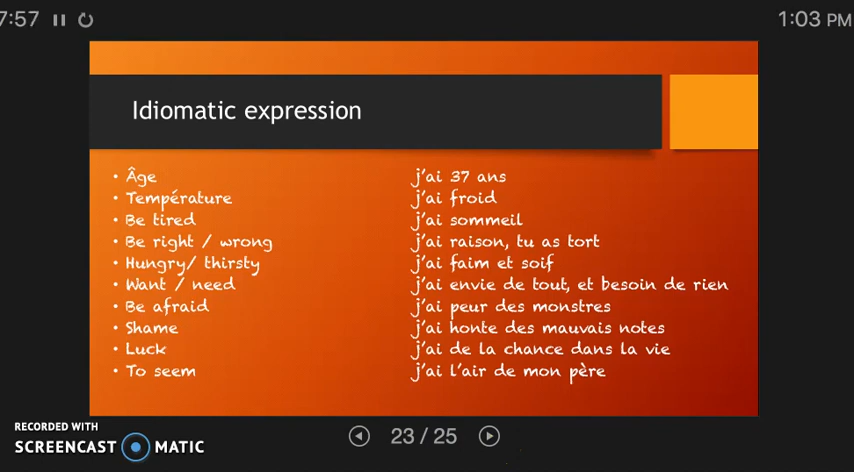 7:57
1:03 PM
Idiomatic expression
• Âge
j'ai 37 ans
• Température
j'ai froid
• Be tired
j'ai sommeil
• Be right / wrong
j'ai raison, tu as tort
• Hungry/ thirsty
j'ai faim et soif
• Want / need
j'ai envie de tout, et besoin de rien
• Be afraid
j'ai peur des monstres
• Shame
j'ai honte des mauvais notes
• Luck
j'ai de la chance dans la vie
• To seem
j'ai l'air de mon père
RECORDED WITH
SCREENCAST MATIC
23 / 25